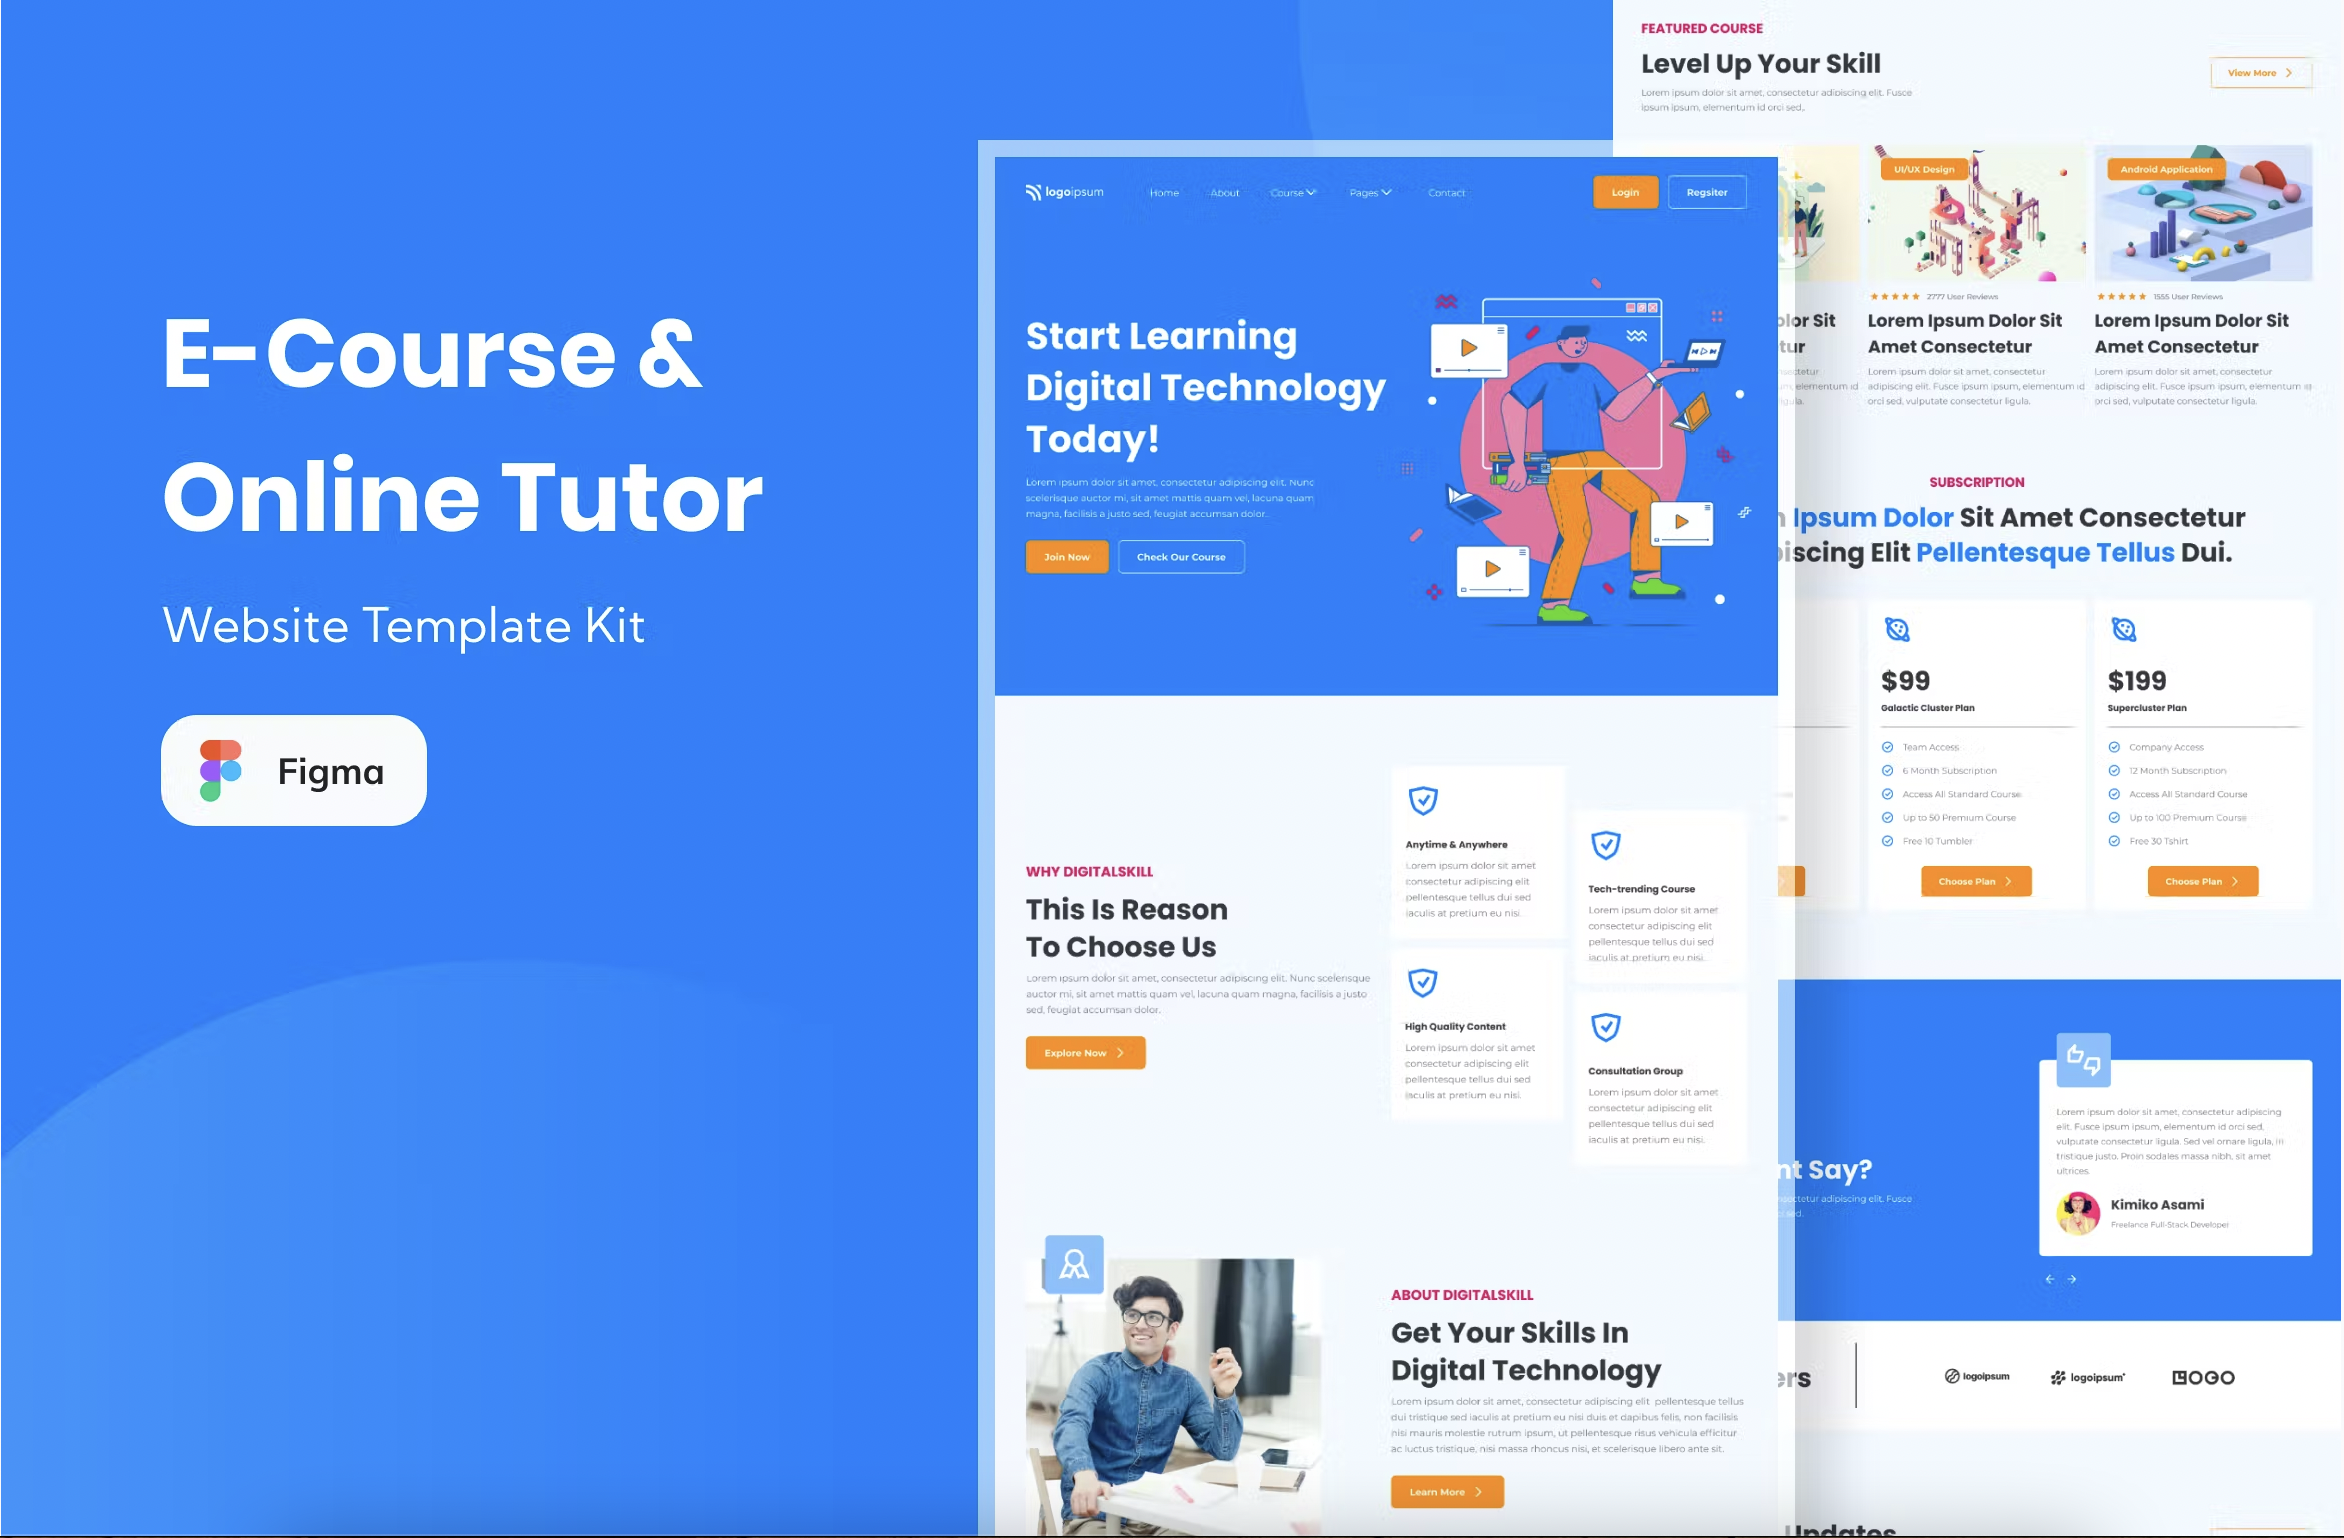 E-Course &
Online Tutor
Website Template Kit
Figma
logoipsum
Home
About
Course
Pages
Contact
Login
Regsiter
Start Learning
Digital Technology
Today!
Lorem ipsum dolor sit amet, consectetur adipiscing elit. Nunc
scelerisque auctor mi, sit amet mattis quam vel, lacuna quam
magna, facilisis a justo sed, feugiat accumsan dolor.
Join Now
Check Our Course
WHY DIGITALSKILL
This Is Reason
To Choose Us
Lorem ipsum dolor sit amet, consectetur adipiscing elit. Nunc scelerisque
auctor mi, sit amet mattis quam vel, lacuna quam magna, facilisis a justo
sed, feugiat accumsan dolor.
Explore Now
Anytime & Anywhere
Lorem ipsum dolor sit amet
consectetur adipiscing elit
pellentesque tellus dui sed
iaculis at pretium eu nisi.
Tech-trending Course
Lorem ipsum dolor sit amet
consectetur adipiscing elit
pellentesque tellus dui sed
iaculis at pretium eu nisi.
High Quality Content
Lorem ipsum dolor sit amet
consectetur adipiscing elit
pellentesque tellus dui sed
iaculis at pretium eu nisi.
Consultation Group
Lorem ipsum dolor sit amet
consectetur adipiscing elit
pellentesque tellus dui sed
iaculis at pretium eu nisi.
ABOUT DIGITALSKILL
Get Your Skills In
Digital Technology
Lorem ipsum dolor sit amet, consectetur adipiscing elit pellentesque tellus
dui tristique sed iaculis at pretium eu nisi duis et dapibus felis, non facilisis
nisi mauris molestie rutrum ipsum, ut pellentesque risus vehicula efficitur
ac luctus tristique, nisi massa rhoncus nisi, et scelerisque libero ante sit.
Learn More
FEATURED COURSE
Level Up Your Skill
Lorem ipsum dolor sit amet, consectetur adipiscing elit. Fusce
ipsum ipsum, elementum id orci sed,
View More
UI/UX Design
2777 User Reviews
Lorem Ipsum Dolor Sit
Amet Consectetur
Lorem ipsum dolor sit amet, consectetur
adipiscing elit. Fusce ipsum ipsum, elementum id
orci sed, vulputate consectetur ligula.
Android Application
1555 User Reviews
Lorem Ipsum Dolor Sit
Amet Consectetur
Lorem ipsum dolor sit amet, consectetur
adipiscing elit. Fusce ipsum ipsum, elementum id
orci sed, vulputate consectetur ligula.
SUBSCRIPTION
Ipsum Dolor Sit Amet Consectetur
iscing Elit Pellentesque Tellus Dui.
$99
Galactic Cluster Plan
Team Access
6 Month Subscription
Access All Standard Course
Up to 50 Premium Course
Free 10 Tumbler
Choose Plan
$199
Supercluster Plan
Company Access
12 Month Subscription
Access All Standard Course
Up to 100 Premium Course
Free 30 Tshirt
Choose Plan
nt Say?
ectetur adipiscing elit. Fusce
sed.
Lorem ipsum dolor sit amet, consectetur adipiscing
elit. Fusce ipsum ipsum, elementum id orci sed,
vulputate consectetur ligula. Sed vel ornare ligula, in
tristique justo. Proin sodales massa nibh, sit amet
ultrices.
Kimiko Asami
Freelance Full-Stack Developer
ers
logoipsum
logoipsum
LOGO
Updates